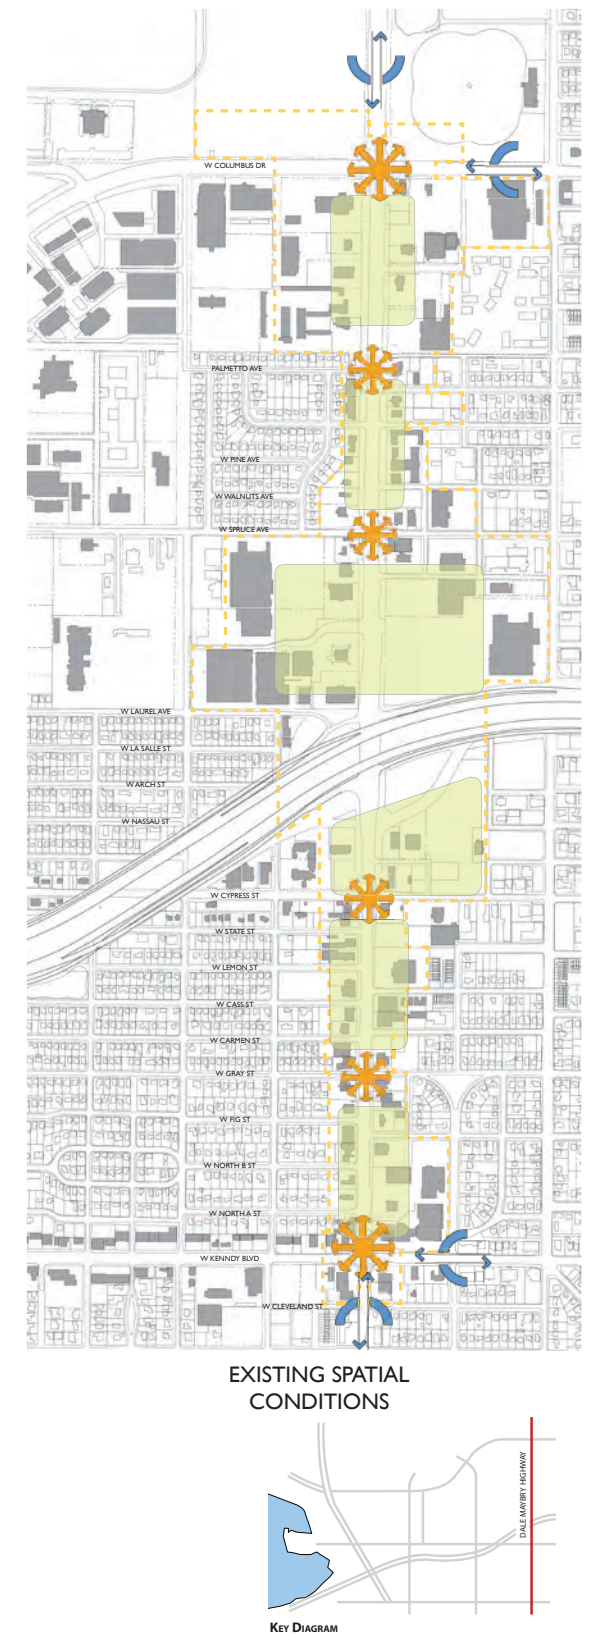 W COLUMBUS DR
PALMETTO AVE
W PINE AVE
W WALNUTS AVE
W SPRUCE AVE
W LAUREL AVE
W LA SALLE ST
W ARCH ST
W NASSAU ST
W CYPRESS ST
W STATE ST
W LEMON ST
W CASS ST
W CARMEN ST
W GRAY ST
W FIG ST
W NORTH B ST
W NORTH A ST
W KENNDY BLVD
W CLEVELAND ST
EXISTING SPATIAL
CONDITIONS
DALE MAYBRY HIGHWAY
KEY DIAGRAM